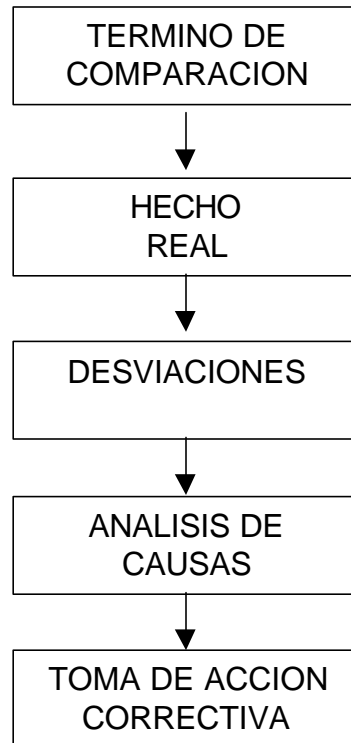 TERMINO DE
COMPARACION
HECHO
REAL
DESVIACIONES
ANALISIS DE
CAUSAS
TOMA DE ACCION
CORRECTIVA